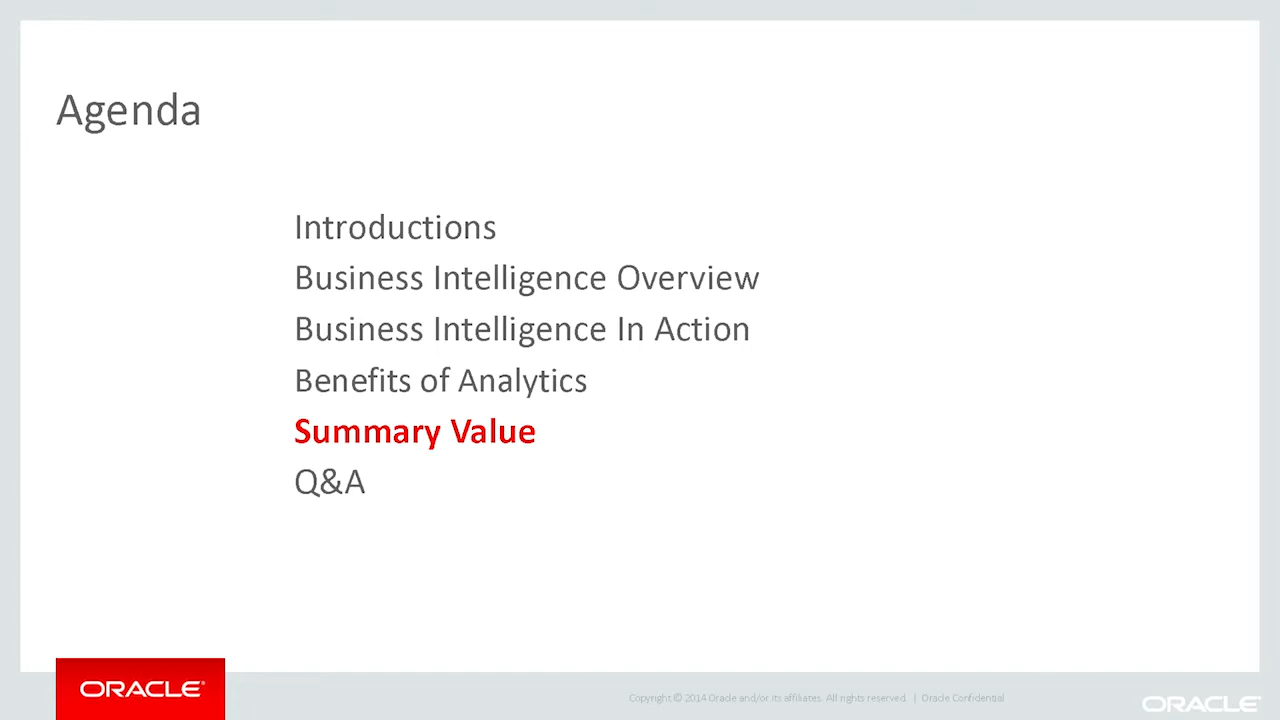 Agenda
Introductions
Business Intelligence Overview
Business Intelligence In Action
Benefits of Analytics
Summary Value
Q&A
ORACLE®
Copyright © 2014 Oracle and/or its affiliates. All rights reserved. | Oracle Confidential
ORACLE